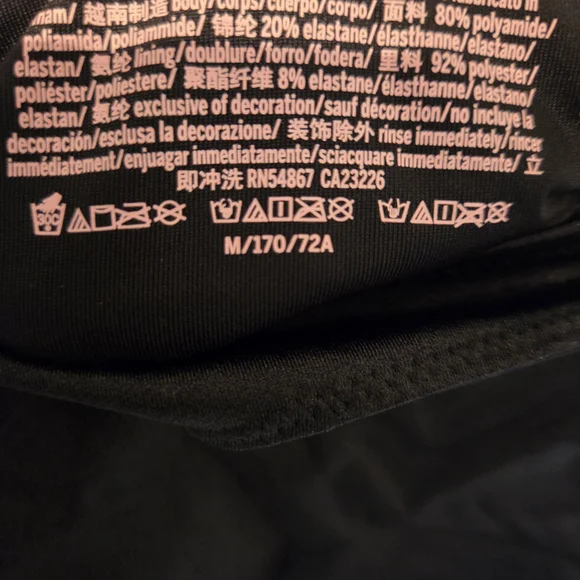 nam/ 越南制造 body/corps/cuerpo/corpo/ 面料 80% polyamide/
poliamida/poliammide/ 锦纶 20% elastane/élasthanne/elastano/
elastan/ 氨纶 lining/doublure/forro/fodera/ 里料 92% polyester/
poliéster/poliestere/ 聚酯纤维 8% elastane/élasthanne/elastano/
elastan/ 氨纶 exclusive of decoration/sauf décoration/no incluye la
decoración/esclusa la decorazione/ 装饰除外 rinse immediately/rincer
immédiatement/enjuagar inmediatamente/sciacquare immediatamente/ 立
即冲洗 RN54867 CA23226
30C
M/170/72A